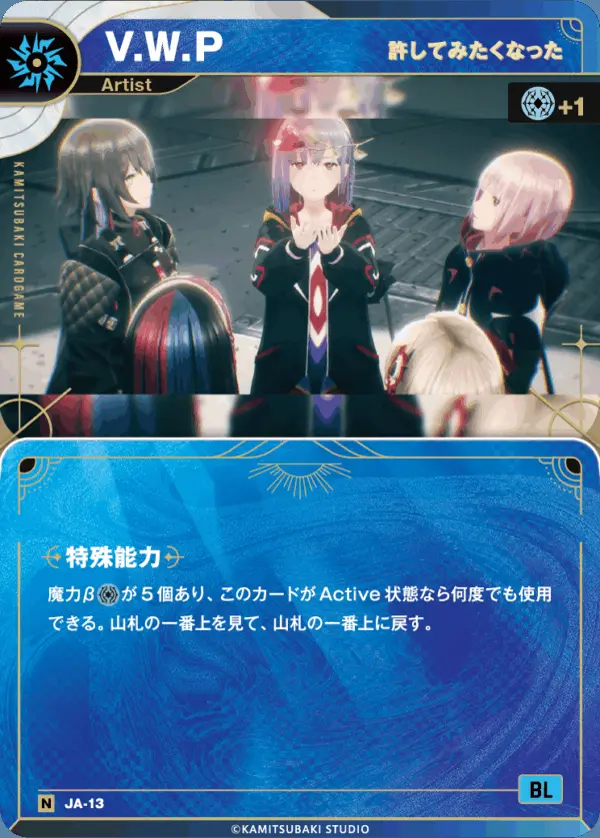 V.W.P
許してみたくなった
Artist
+1
KAMITSUBAKI CARDGAME
特殊能力
魔力βが5個あり、このカードがActive状態なら何度でも使用
できる。山札の一番上を見て、山札の一番上に戻す。
BL
N JA-13
©KAMITSUBAKI STUDIO